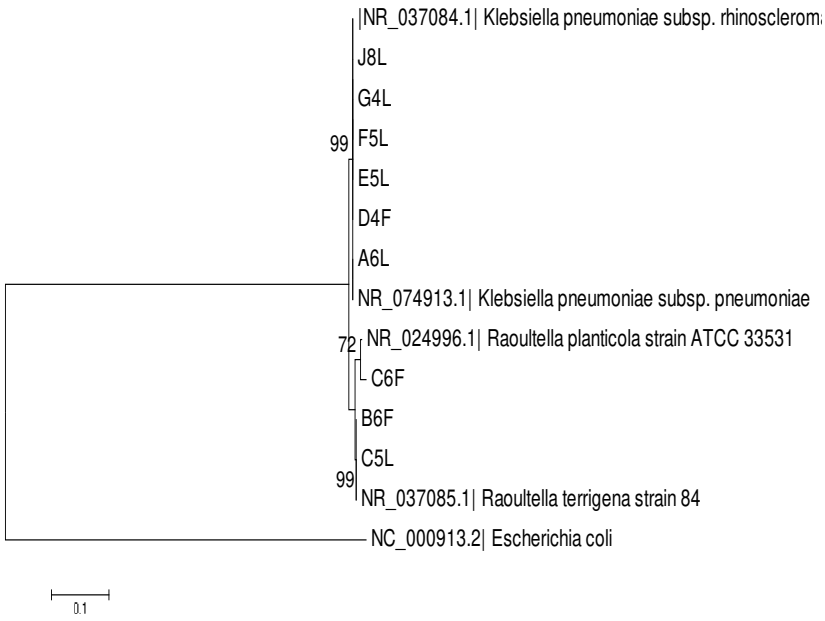 |NR_037084.1| Klebsiella pneumoniae subsp. rhinosclerom
J8L
G4L
99
F5L
E5L
D4F
A6L
NR_074913.1| Klebsiella pneumoniae subsp. pneumoniae
NR_024996.1| Raoultella planticola strain ATCC 33531
72
C6F
B6F
C5L
99
NR_037085.1| Raoultella terrigena strain 84
NC_000913.2| Escherichia coli
0.1